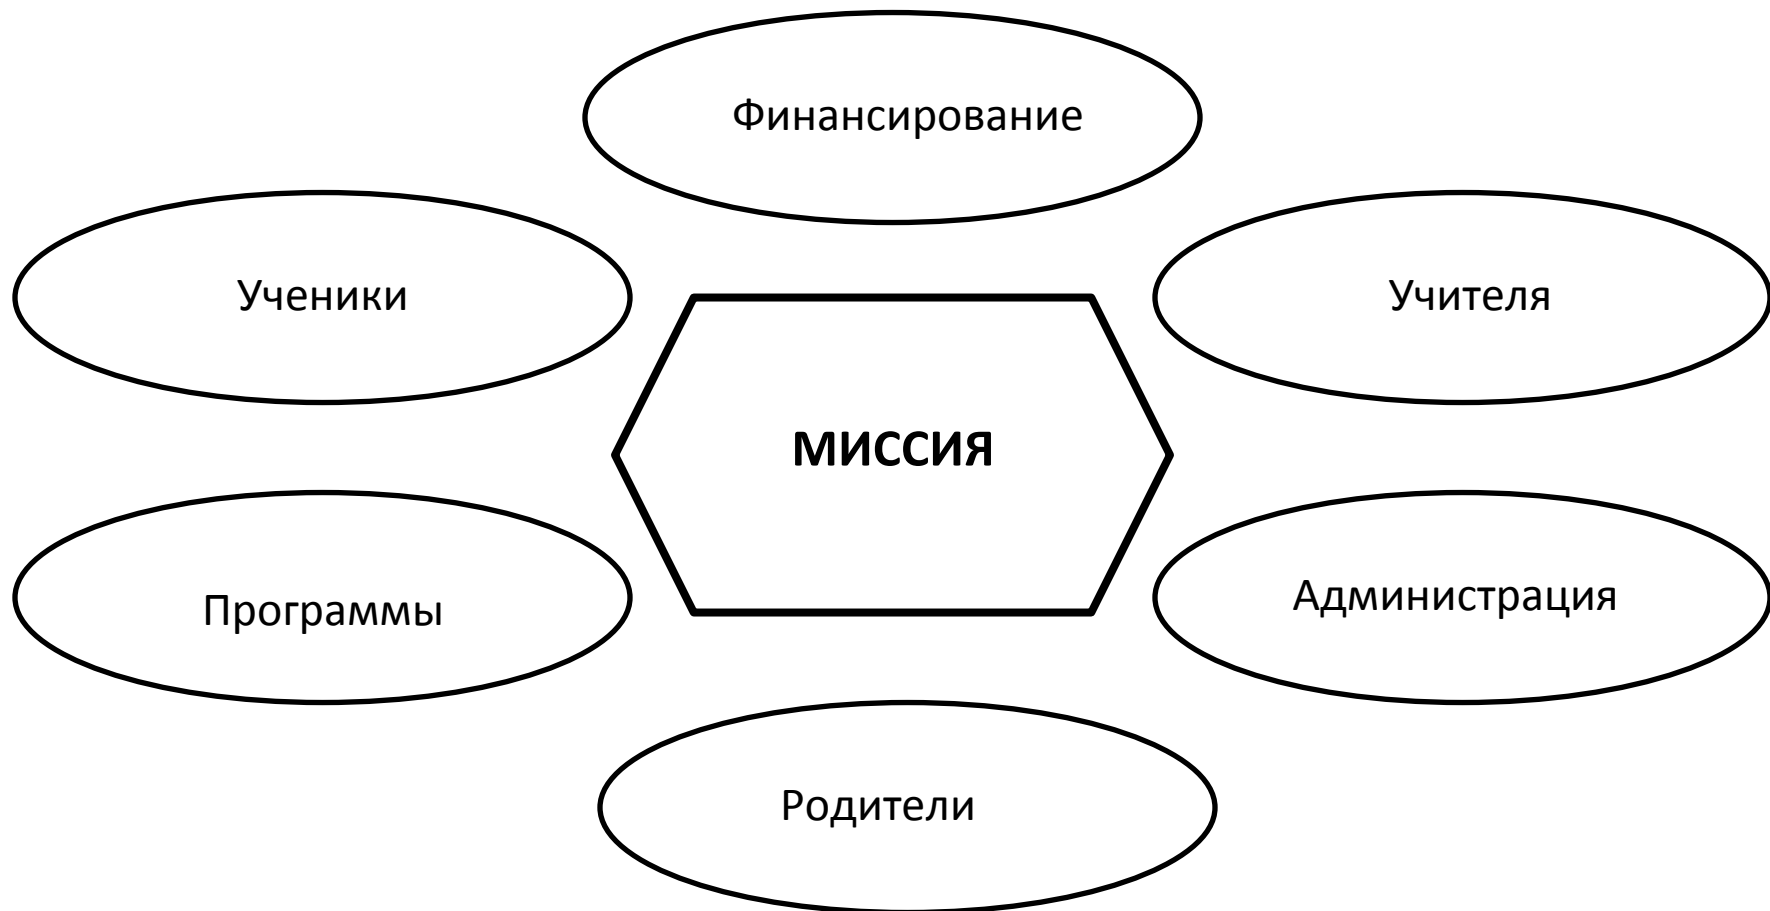 Финансирование
Ученики
Учителя
МИССИЯ
Программы
Администрация
Родители